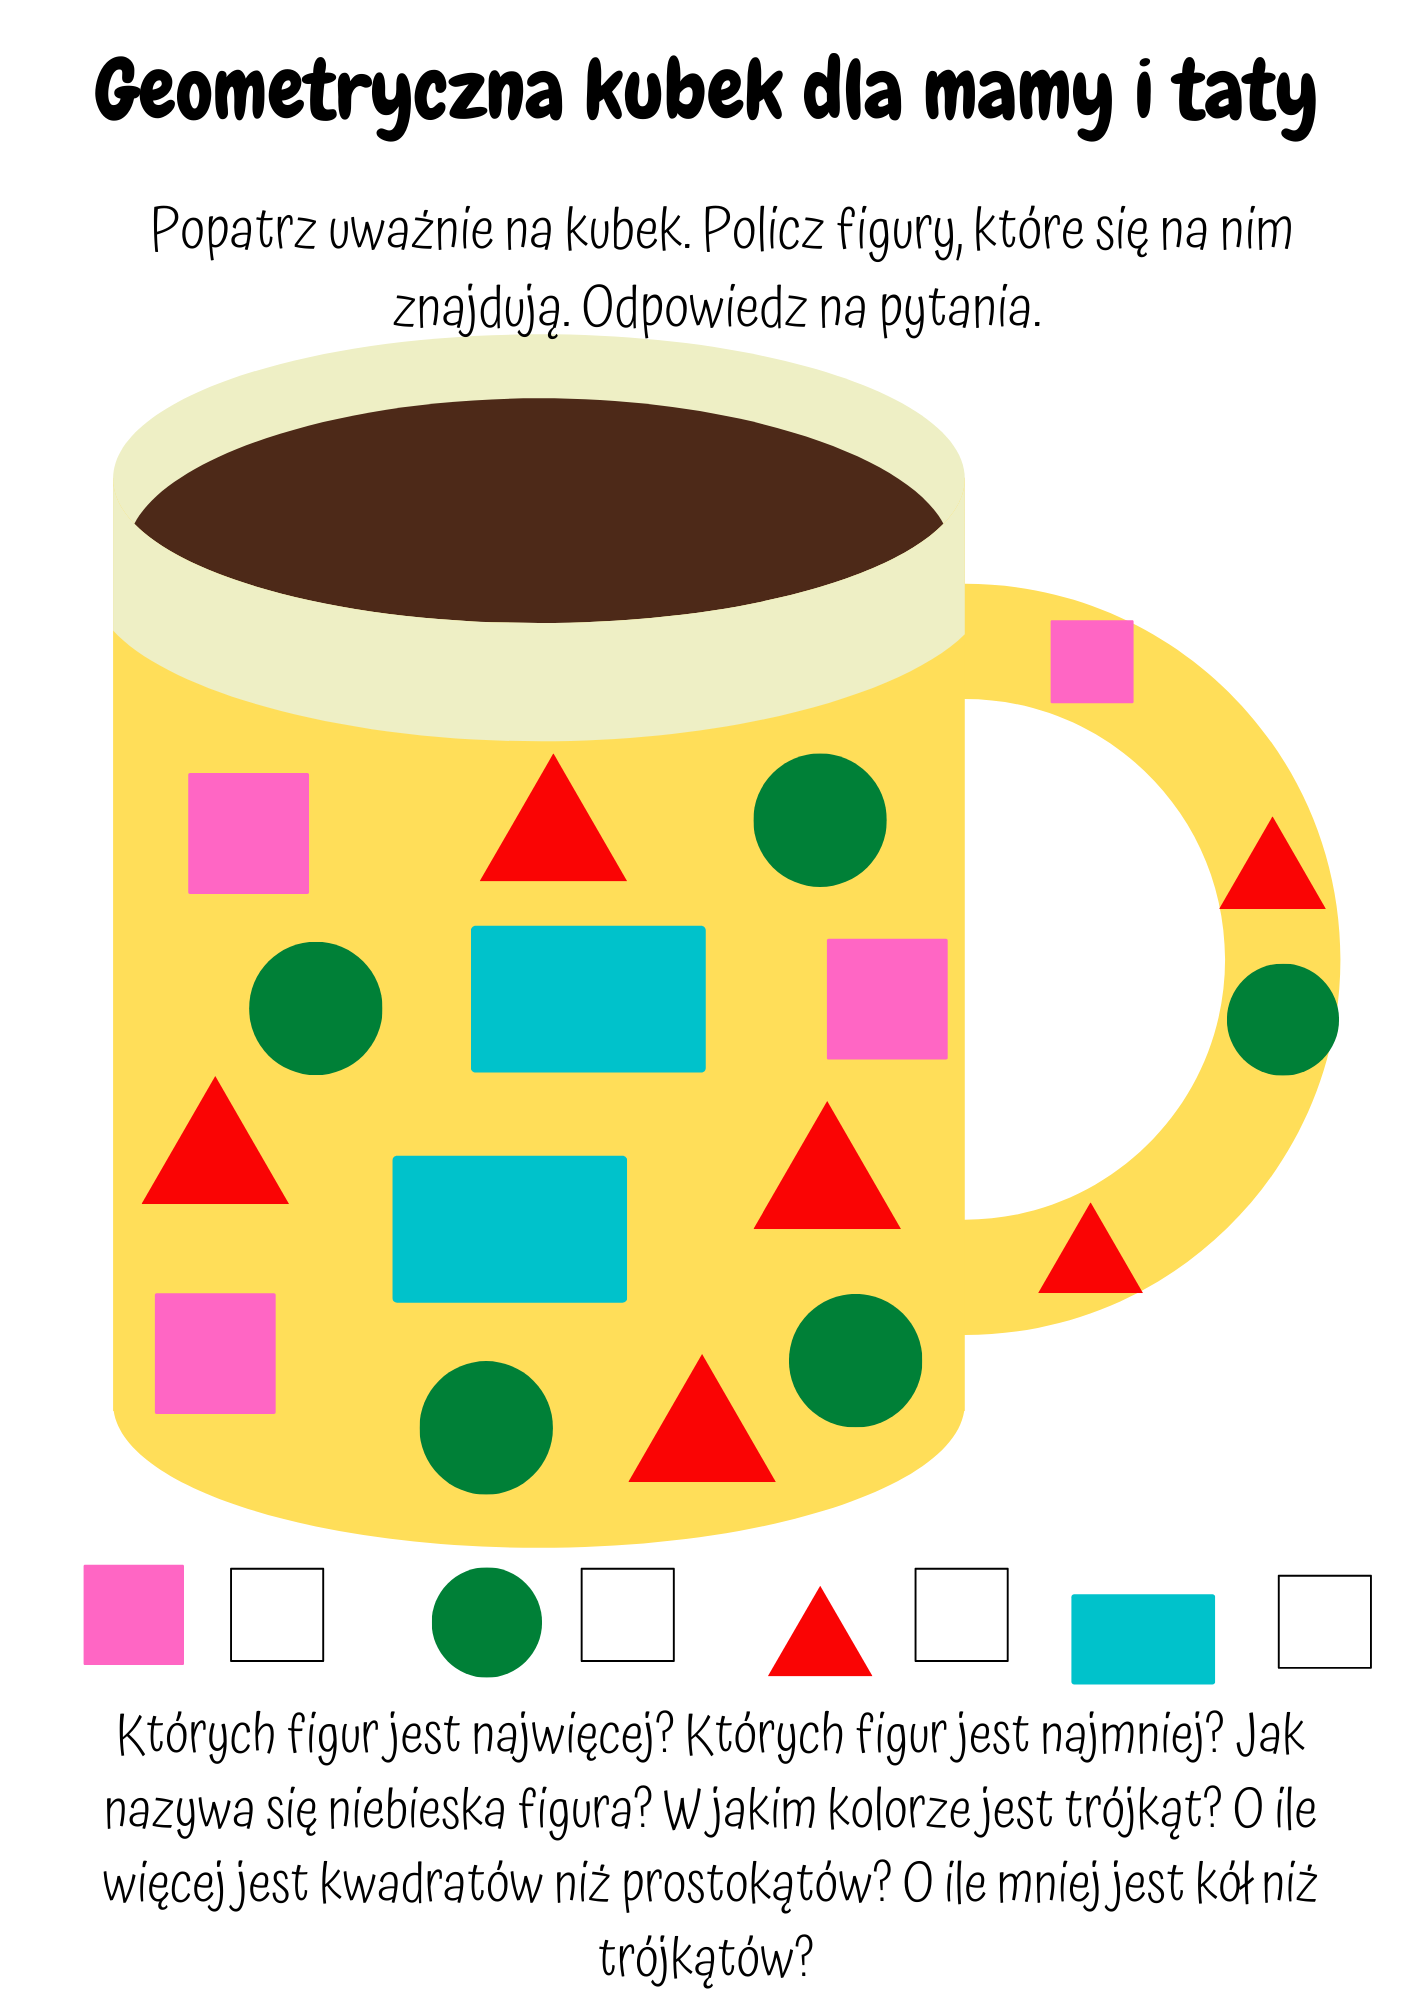 Geometryczna kubek dla mamy i taty
Popatrz uważnie na kubek. Policz figury, które się na nim
znajdują. Odpowiedz na pytania.
Których figur jest najwięcej? Których figur jest najmniej? Jak
nazywa się niebieska figura? W jakim kolorze jest trójkąt? O ile
więcej jest kwadratów niż prostokątów? O ile mniej jest kół niż
trójkątów?